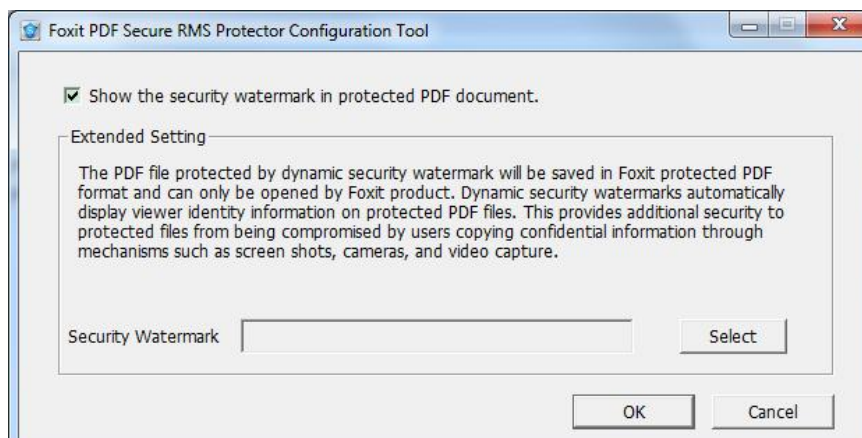 Foxit PDF Secure RMS Protector Configuration Tool
Show the security watermark in protected PDF document.
Extended Setting
The PDF file protected by dynamic security watermark will be saved in Foxit protected PDF
format and can only be opened by Foxit product. Dynamic security watermarks automatically
display viewer identity information on protected PDF files. This provides additional security to
protected files from being compromised by users copying confidential information through
mechanisms such as screen shots, cameras, and video capture.
Security Watermark
Select
OK
Cancel